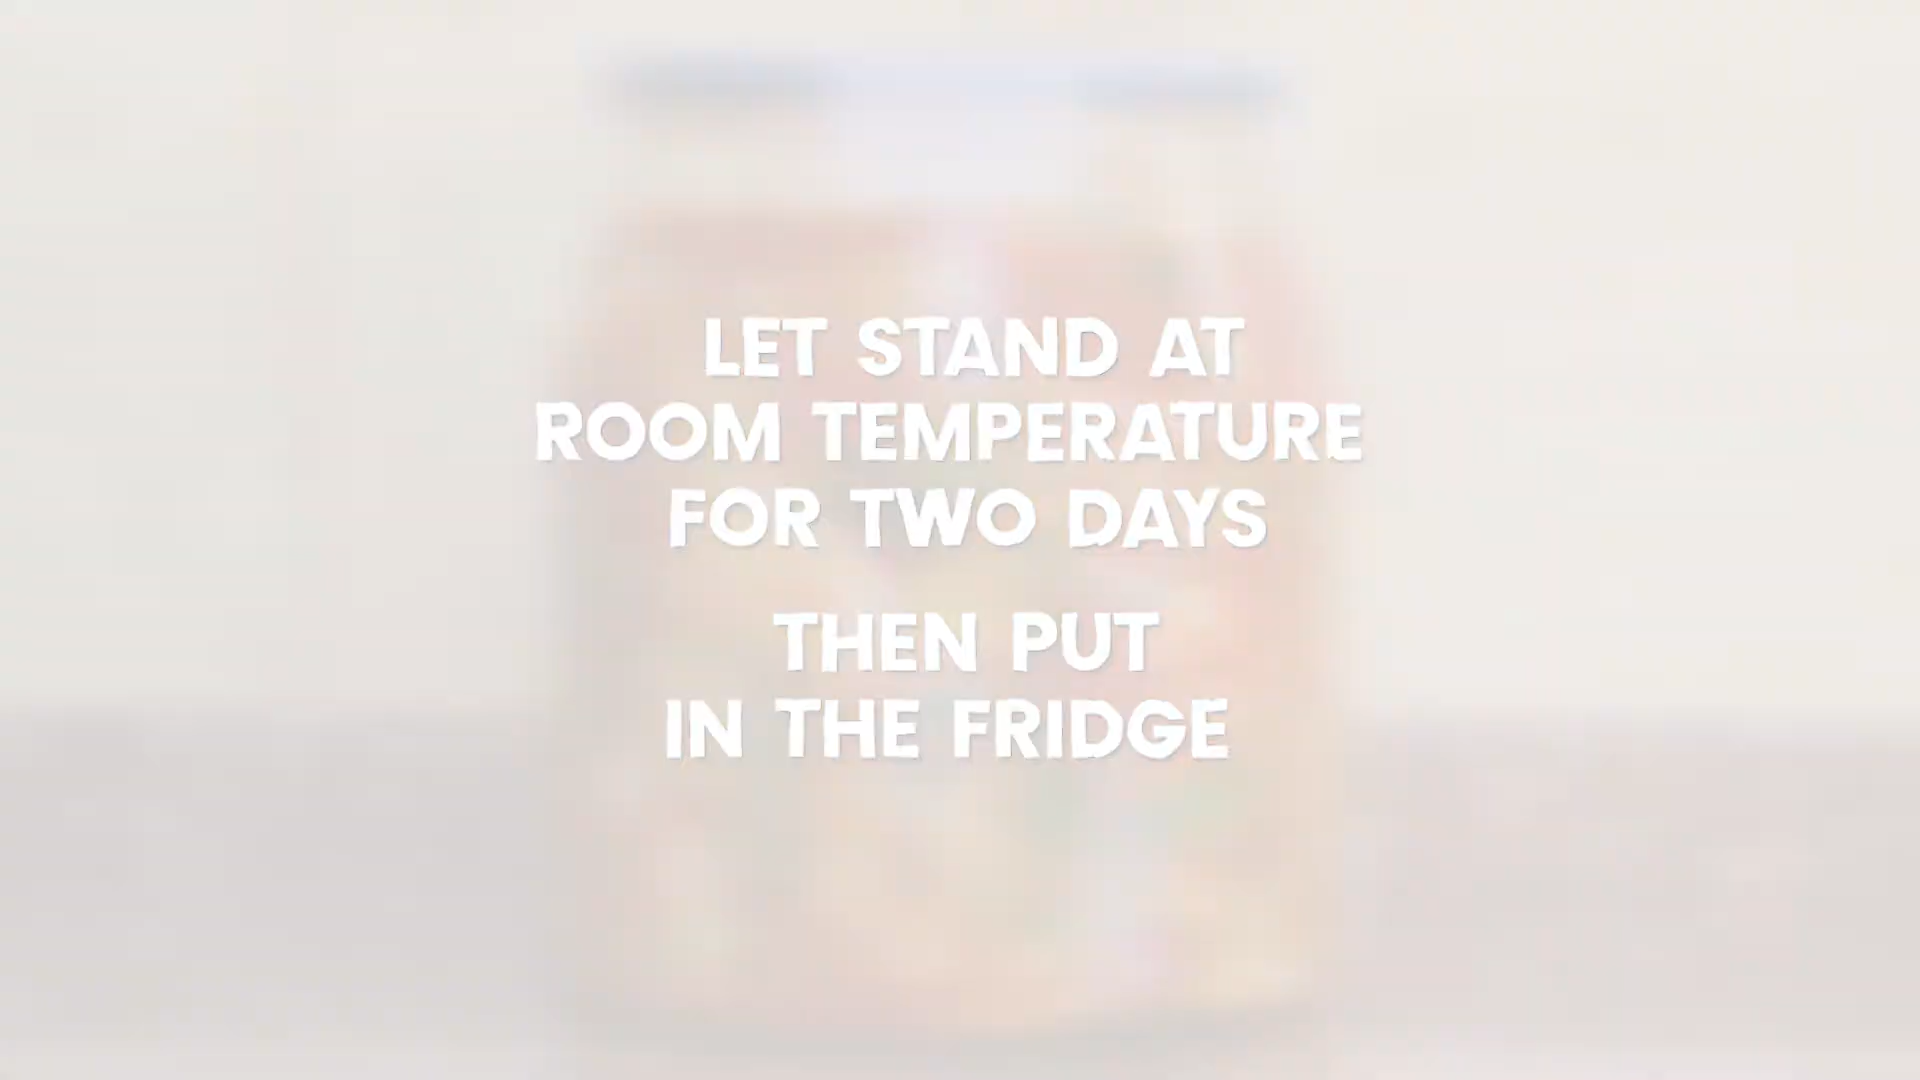 LET STAND AT
ROOM TEMPERATURE
FOR TWO DAYS
THEN PUT
IN THE FRIDGE